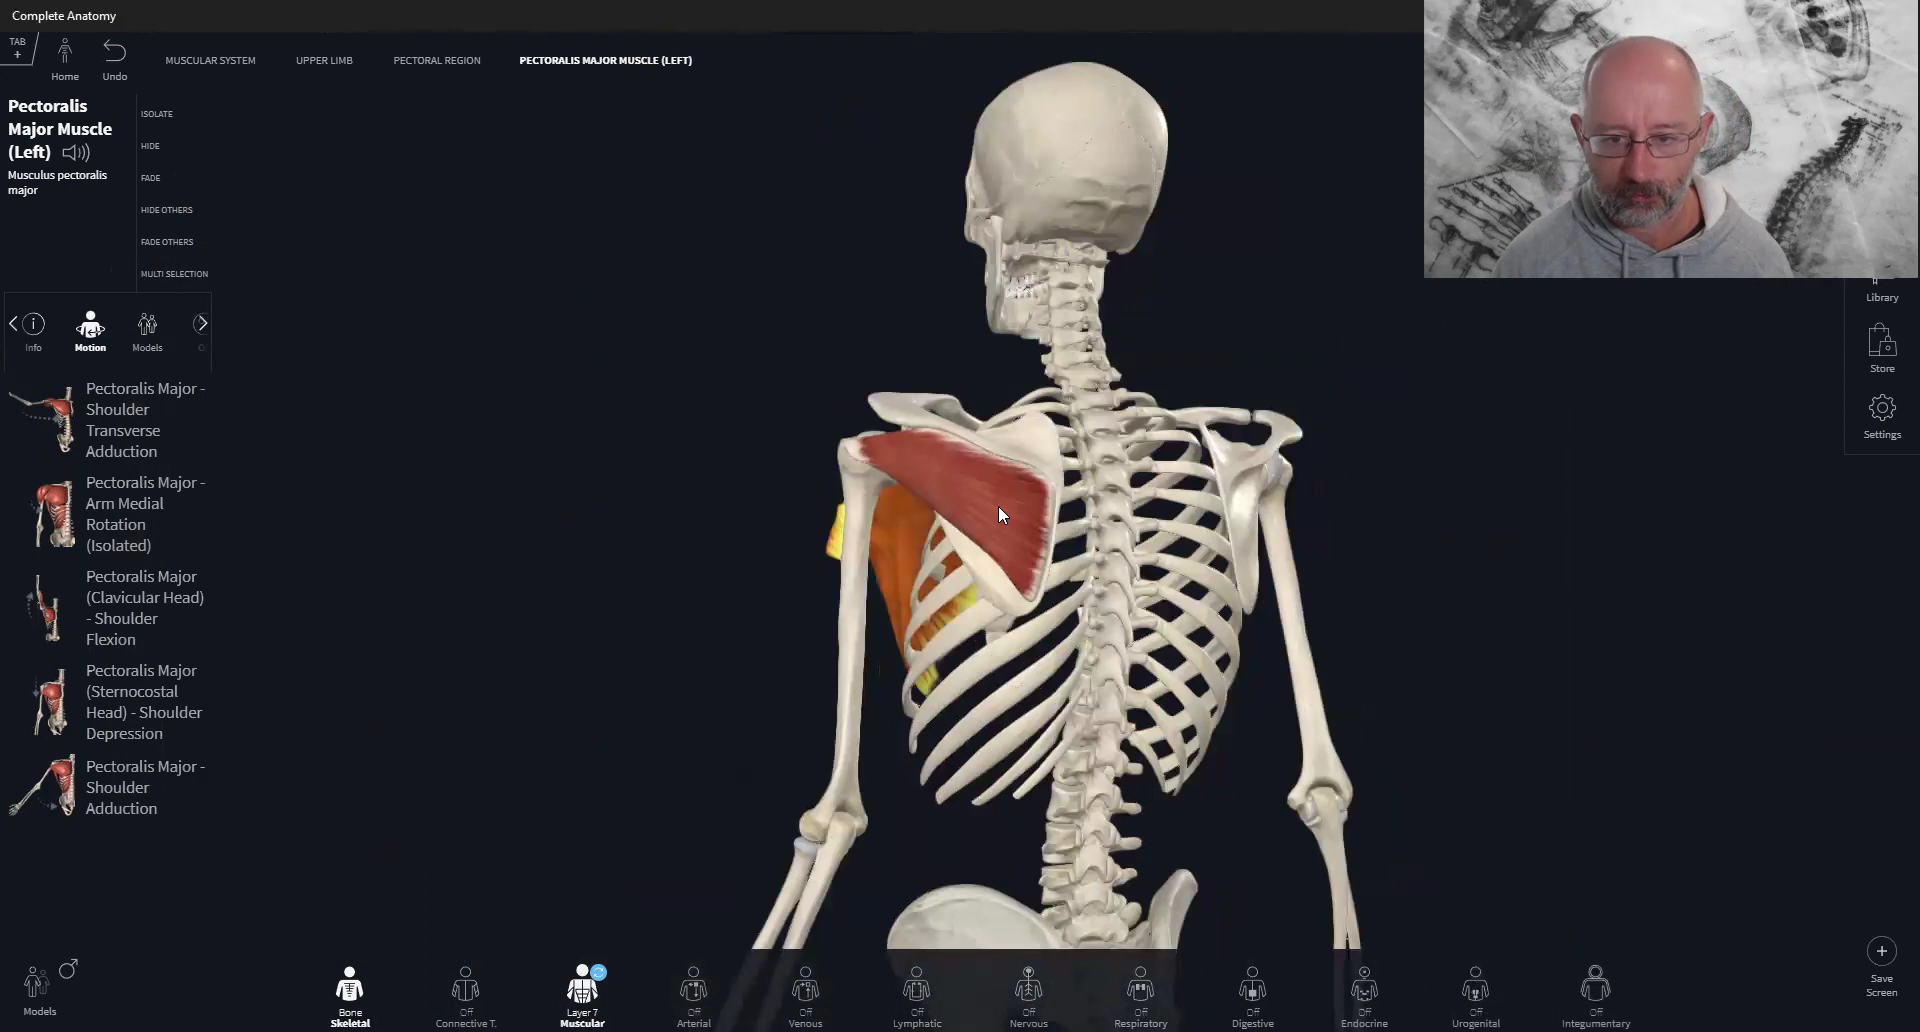 Complete Anatomy
TAB
+
Home
Undo
MUSCULAR SYSTEM
UPPER LIMB
PECTORAL REGION
PECTORALIS MAJOR MUSCLE (LEFT)
Pectoralis
Major Muscle
(Left)
Musculus pectoralis
major
ISOLATE
HIDE
FADE
HIDE OTHERS
FADE OTHERS
MULTI SELECTION
Info
Motion
Models
Pectoralis Major -
Shoulder
Transverse
Adduction
Pectoralis Major -
Arm Medial
Rotation
(Isolated)
Pectoralis Major
(Clavicular Head)
- Shoulder
Flexion
Pectoralis Major
(Sternocostal
Head) - Shoulder
Depression
Pectoralis Major -
Shoulder
Adduction
Library
Store
Settings
Save
Screen
Models
Bone
Skeletal
Off
Connective T.
Layer 7
Muscular
Off
Arterial
Off
Venous
Off
Lymphatic
Off
Nervous
Off
Respiratory
Off
Digestive
Off
Endocrine
Off
Urogenital
Off
Integumentary